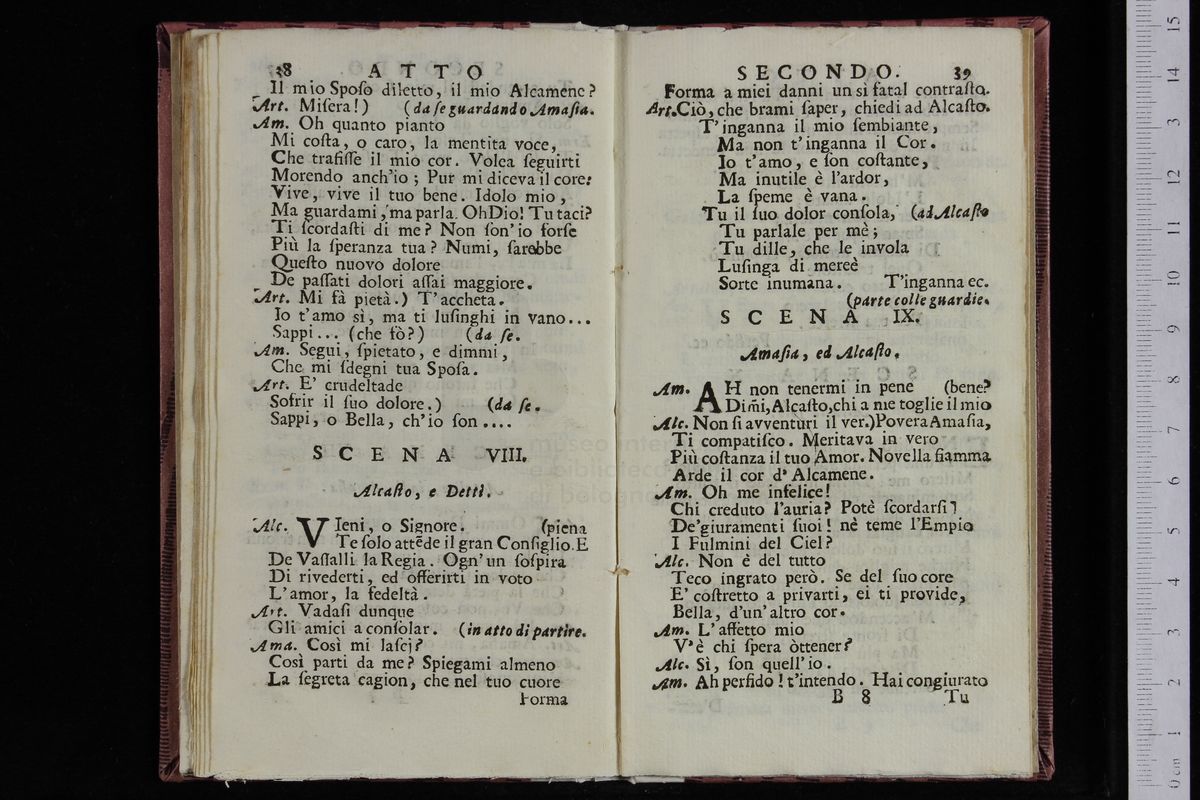 38 ATTO
Il mio Spoſo diletto, il mio Alcamene?
Art. Miſera!) (da ſe guardando Amaſia.
Am. Oh quanto pianto
Mi coſta, o caro, la mentita voce,
Che trafiſſe il mio cor. Volea ſeguirti
Morendo anch'io; Pur mi diceva il core:
Vive, vive il tuo bene. Idolo mio,
Ma guardami, ma parla. Oh Dio! Tu taci?
Ti ſcordaſti di me? Non ſon'io forſe
Più la ſperanza tua? Numi, ſarebbe
Queſto nuovo dolore
De paſſati dolori aſſai maggiore.
Art. Mi fà pietà.) T'accheta.
Io t'amo sì, ma ti luſinghi in vano...
Sappi... (che fò?) (da ſe.
Am. Segui, ſpietato, e dimmi,
Che mi ſdegni tua Spoſa.
Art. E' crudeltade
Sofrir il ſuo dolore.) (da ſe.
Sappi, o Bella, ch'io ſon....
SCENA VIII.
Alcaſto, e Detti.
Alc. VIeni, o Signore. (piena
Te ſolo attẽde il gran Conſiglio. E
De Vaſſalli la Regia. Ogn'un ſoſpira
Di rivederti, ed offerirti in voto
L'amor, la fedeltà.
Art. Vadaſi dunque
Gli amici a conſolar. (in atto di partire.
Ama. Così mi laſcj?
Così parti da me? Spiegami almeno
La ſegreta cagion, che nel tuo cuore
Forma
SECONDO. 39
Forma a miei danni un sì fatal contraſto.
Art. Ciò, che brami ſaper, chiedi ad Alcaſto.
T'inganna il mio ſembiante,
Ma non t'inganna il Cor.
Io t'amo, e ſon coſtante,
Ma inutile è l'ardor,
La ſpeme è vana.
Tu il ſuo dolor conſola, (ad Alcaſto
Tu parlale per mè;
Tu dille, che le invola
Luſinga di mercè
Sorte inumana. T'inganna ec.
(parte colle guardie.
SCENA IX.
Amaſia, ed Alcaſto.
Am. AH non tenermi in pene (bene?
Dim̃i, Alcaſto, chi a me toglie il mio
Alc. Non ſi avventuri il ver.) Povera Amaſia,
Ti compatiſco. Meritava in vero
Più coſtanza il tuo Amor. Novella fiamma
Arde il cor d'Alcamene.
Am. Oh me infelice!
Chi creduto l'auria? Potè ſcordarſi
De'giuramenti ſuoi! nè teme l'Empio
I Fulmini del Ciel?
Alc. Non è del tutto
Teco ingrato però. Se del ſuo core
E' coſtretto a privarti, ei ti provide,
Bella, d'un'altro cor.
Am. L'affetto mio
V'è chi ſpera òttener?
Alc. Sì, ſon quell'io.
Am. Ah perfido! t'intendo. Hai congiurato
B 8 Tu